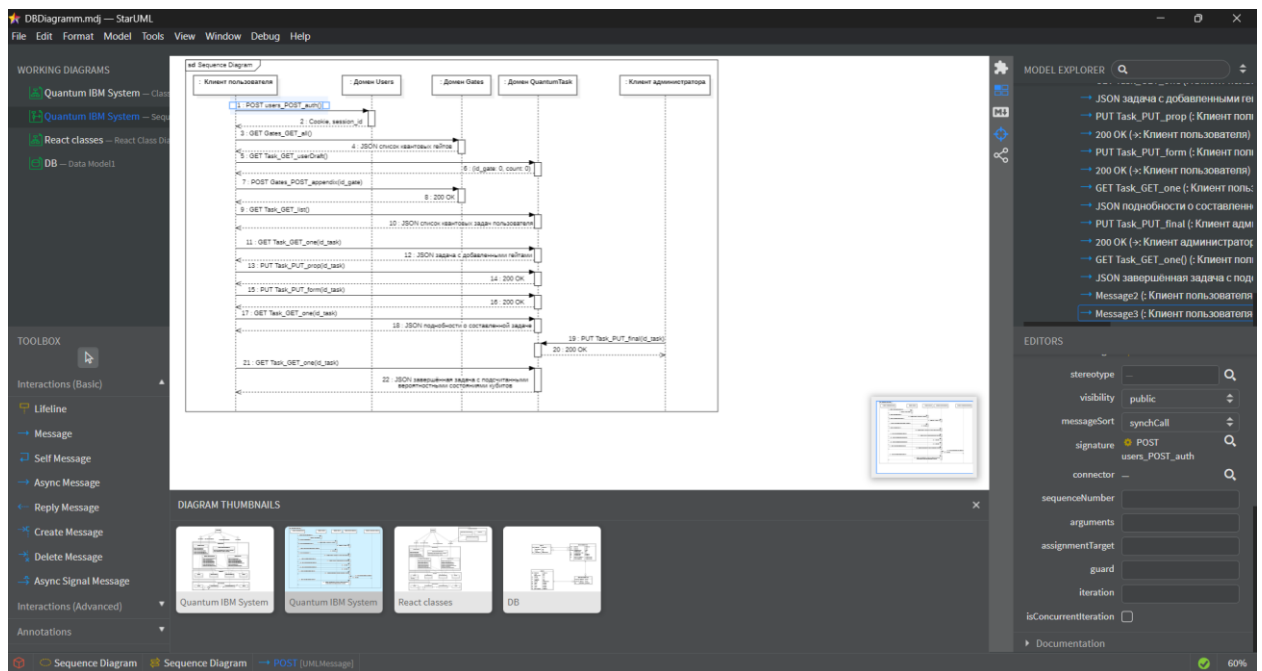 DBDiagramm.mdj — StarUML
File Edit Format Model Tools View Window Debug Help
WORKING DIAGRAMS
Quantum IBM System — Clas
Quantum IBM System — Sequ
React classes — React Class Dia
DB — Data Model1
TOOLBOX
Interactions (Basic)
Lifeline
Message
Self Message
Async Message
Reply Message
Create Message
Delete Message
Async Signal Message
Interactions (Advanced)
Annotations
sd Sequence Diagram
: Клиент пользователя
: Домен Users
: Домен Gates
: Домен QuantumTask
: Клиент администратора
1 : POST users_POST_auth()
2 : Cookie, session_id
3 : GET Gates_GET_all()
4 : JSON список квантовых гейтов
5 : GET Task_GET_userDraft()
6 : {id_gate: 0, count: 0}
7 : POST Gates_POST_appendix(id_gate)
8 : 200 OK
9 : GET Task_GET_list()
10 : JSON список квантовых задач пользователя
11 : GET Task_GET_one(id_task)
12 : JSON задача с добавленными гейтами
13 : PUT Task_PUT_prop(id_task)
14 : 200 OK
15 : PUT Task_PUT_form(id_task)
16 : 200 OK
17 : GET Task_GET_one(id_task)
18 : JSON подробности о составленной задаче
19 : PUT Task_PUT_final(id_task)
20 : 200 OK
21 : GET Task_GET_one(id_task)
22 : JSON завершённая задача с подсчитанными
вероятностными состояниями кубитов
DIAGRAM THUMBNAILS
Quantum IBM System
Quantum IBM System
React classes
DB
M↓
MODEL EXPLORER
JSON задача с добавленными ге
PUT Task_PUT_prop (: Клиент поль
200 OK (→: Клиент пользователя)
PUT Task_PUT_form (: Клиент пол
200 OK (→: Клиент пользователя)
GET Task_GET_one (: Клиент поль
JSON поднобности о составленн
PUT Task_PUT_final (: Клиент адми
200 OK (→: Клиент администратор
GET Task_GET_one() (: Клиент пол
JSON завершённая задача с подс
Message2 (: Клиент пользователя
Message3 (: Клиент пользователя
EDITORS
stereotype —
visibility public
messageSort synchCall
signature POST
users_POST_auth
connector —
sequenceNumber
arguments
assignmentTarget
guard
iteration
isConcurrentIteration
Documentation
Sequence Diagram Sequence Diagram POST [UMLMessage]
60%